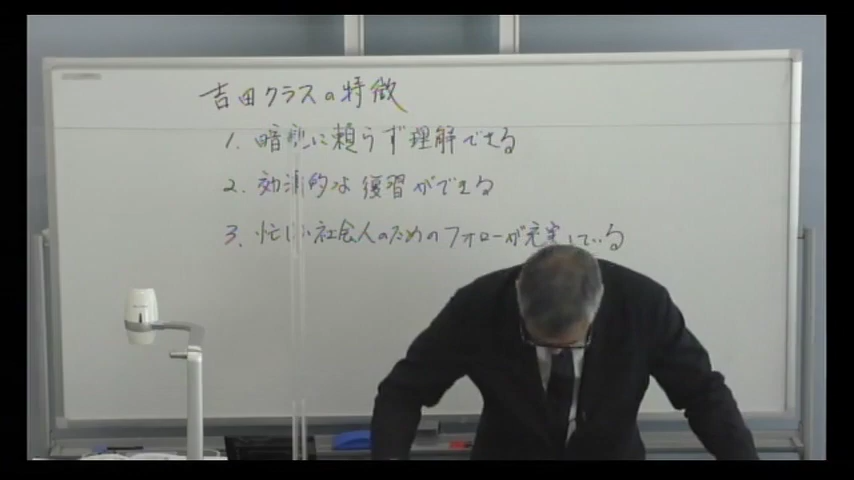 吉田クラスの特徴
1. 暗記に頼らず理解できる
2. 効率的な復習ができる
3. 忙しい社会人のためのフォローが充実している